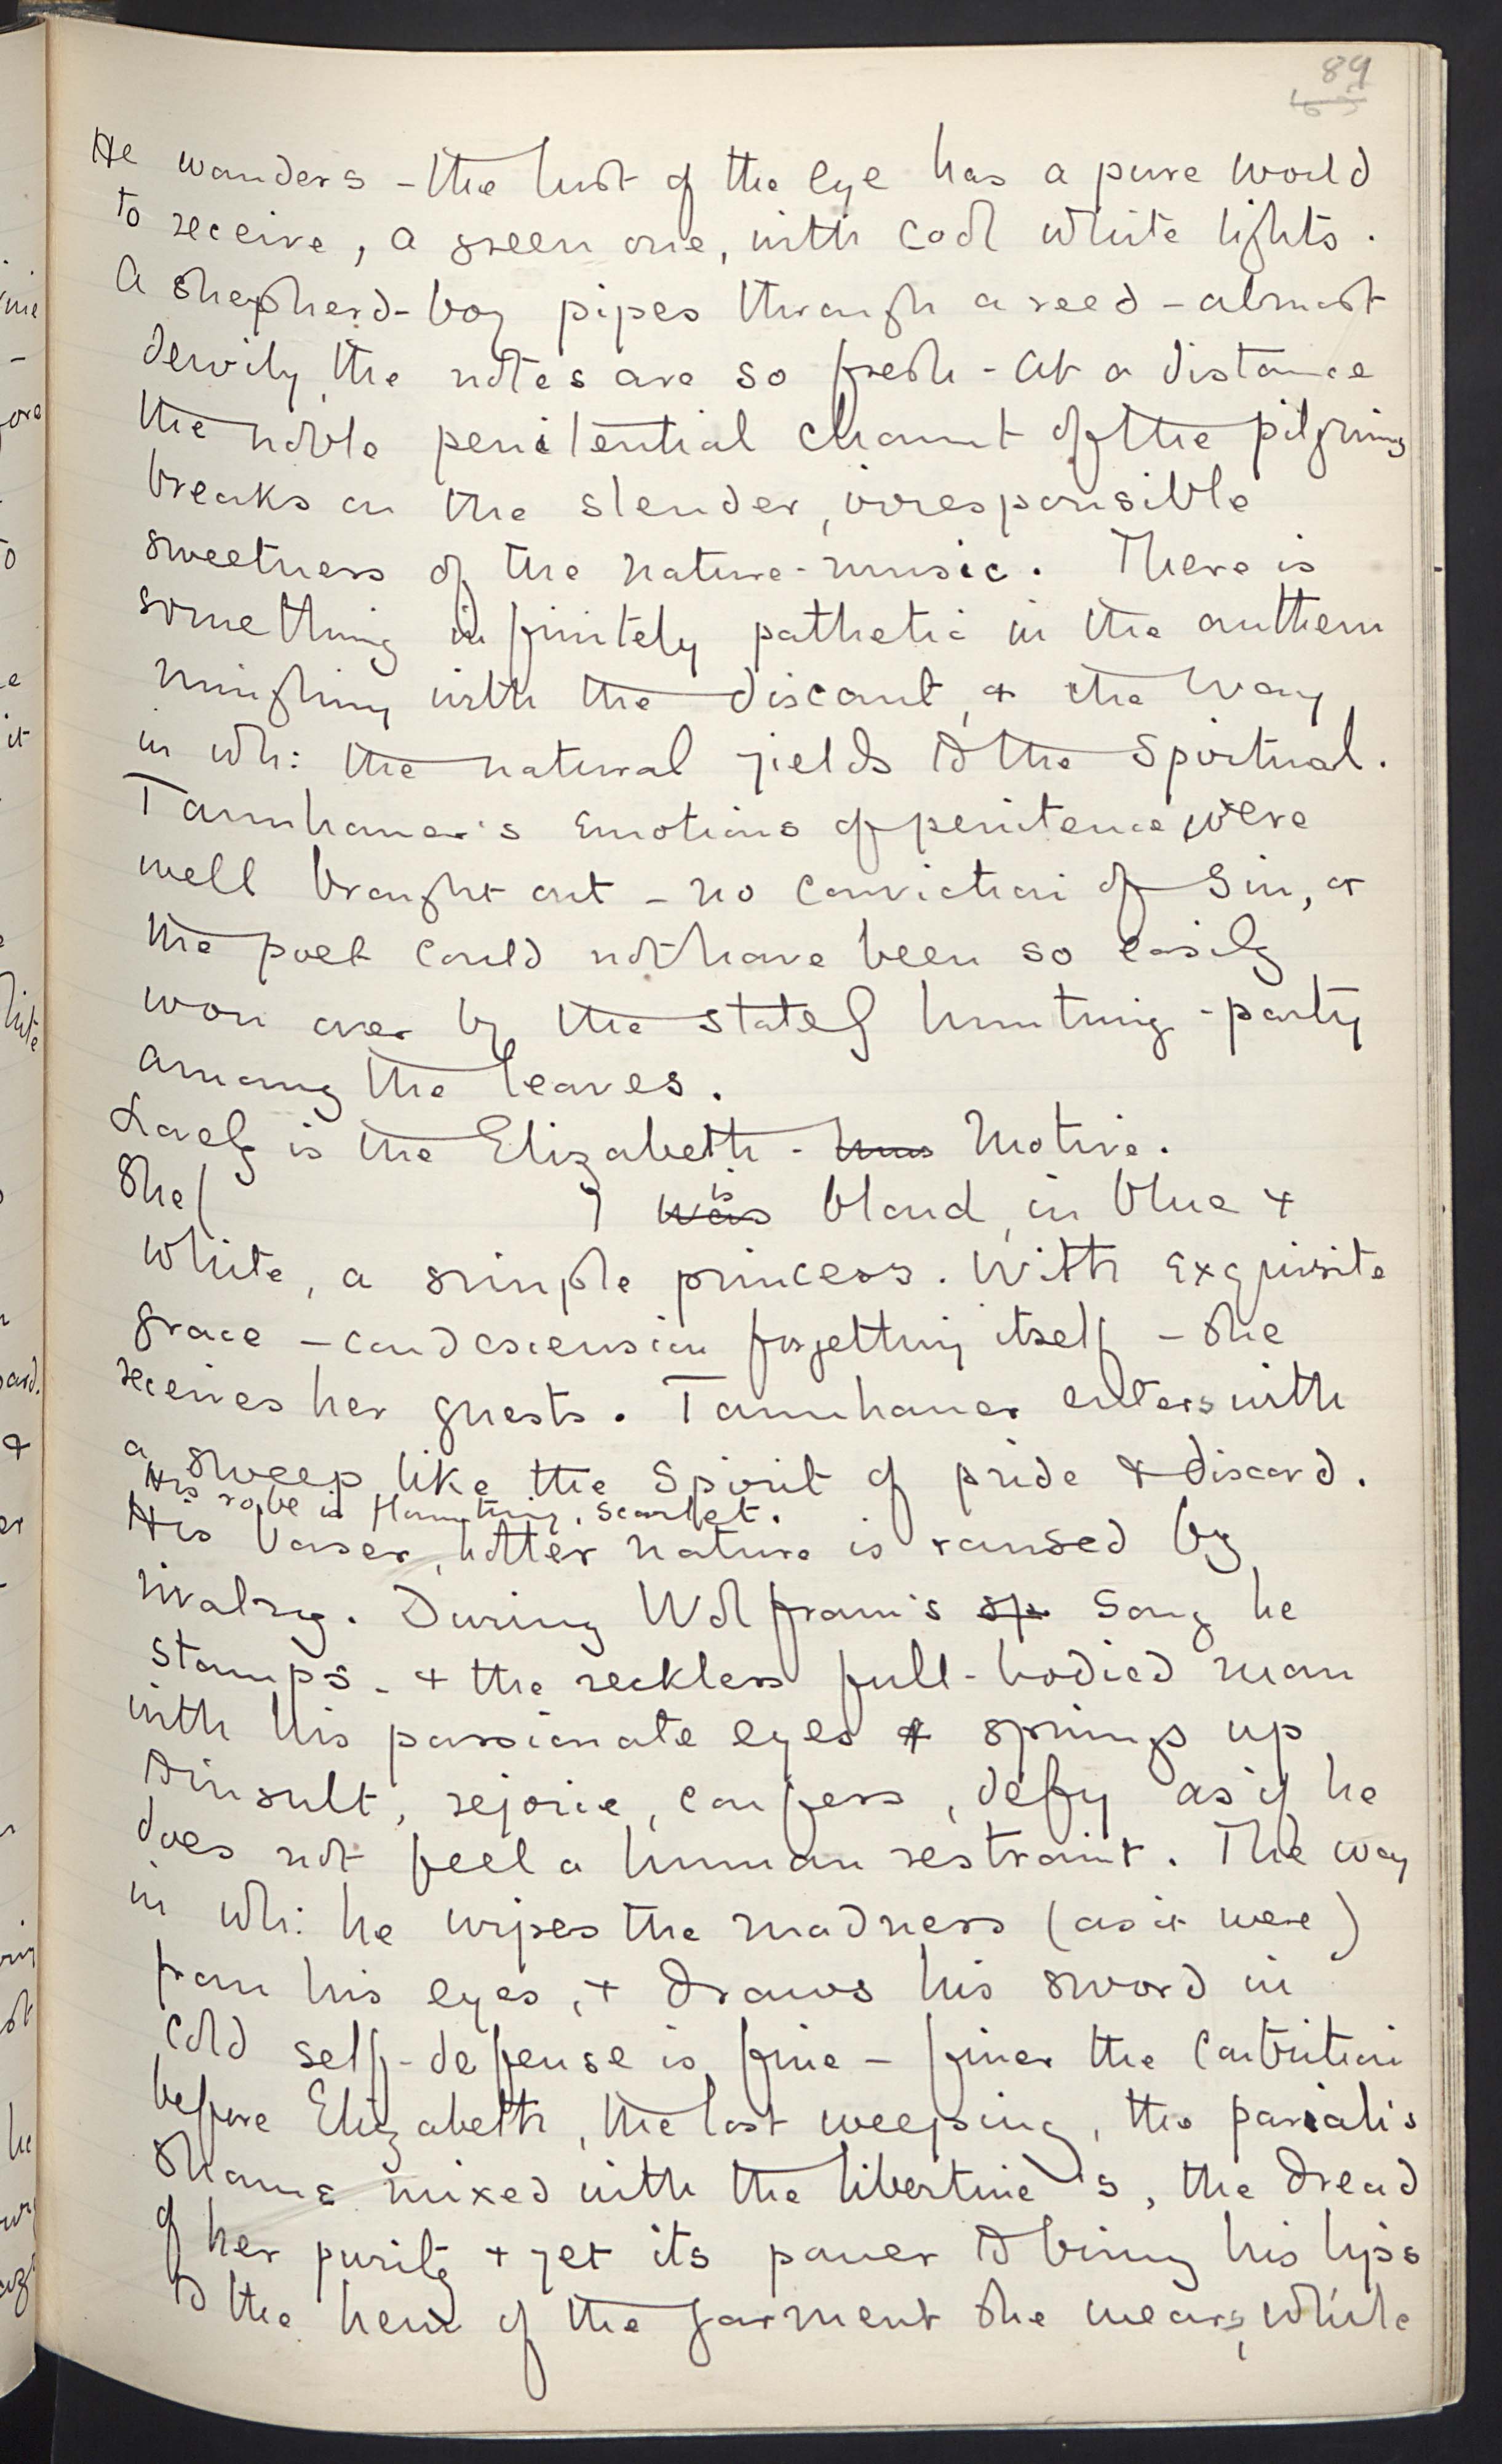 89
He wanders - the lust of the eye has a pure world
to receive, a green one, with cool white lights.
A shepherd-boy pipes through a reed - almost
dewily, the notes are so fresh - At a distance
the noble penitential chaunt of the pilgrims
breaks on the slender, irresponsible
sweetness of the nature-music. There is
something infinitely pathetic in the anthem
mingling with the discant, & the way
in wh: the natural yields to the Spiritual.
Tannhauser's emotions of penitence were
well brought out - no conviction of Sin, or
the poet could not have been so easily
won over by the stately hunting-party
among the leaves.
Lovely is the Elizabeth - Motive.
She ( ) is bland, in blue &
white, a simple princess. With exquisite
grace - condescension forgetting itself - she
receives her guests. Tannhauser enters with
a sweep like the Spirit of pride & discord.
His robe is flaunting, scarlet.
His baser, hotter nature is roused by
rivalry. During Wolfram's song he
stamps - & the reckless full-bodied man
with his passionate eyes springs up
to insult, rejoice, confess, defy as if he
does not feel a human restraint. The way
in wh: he wipes the madness (as it were)
from his eyes, & draws his sword in
cold self-defense is fine - finer the contrition
before Elizabeth, the lost weeping, the pariah's
shame mixed with the libertine's, the dread
of her purity & yet its power to bring his lips
to the hem of the garment she wears, while